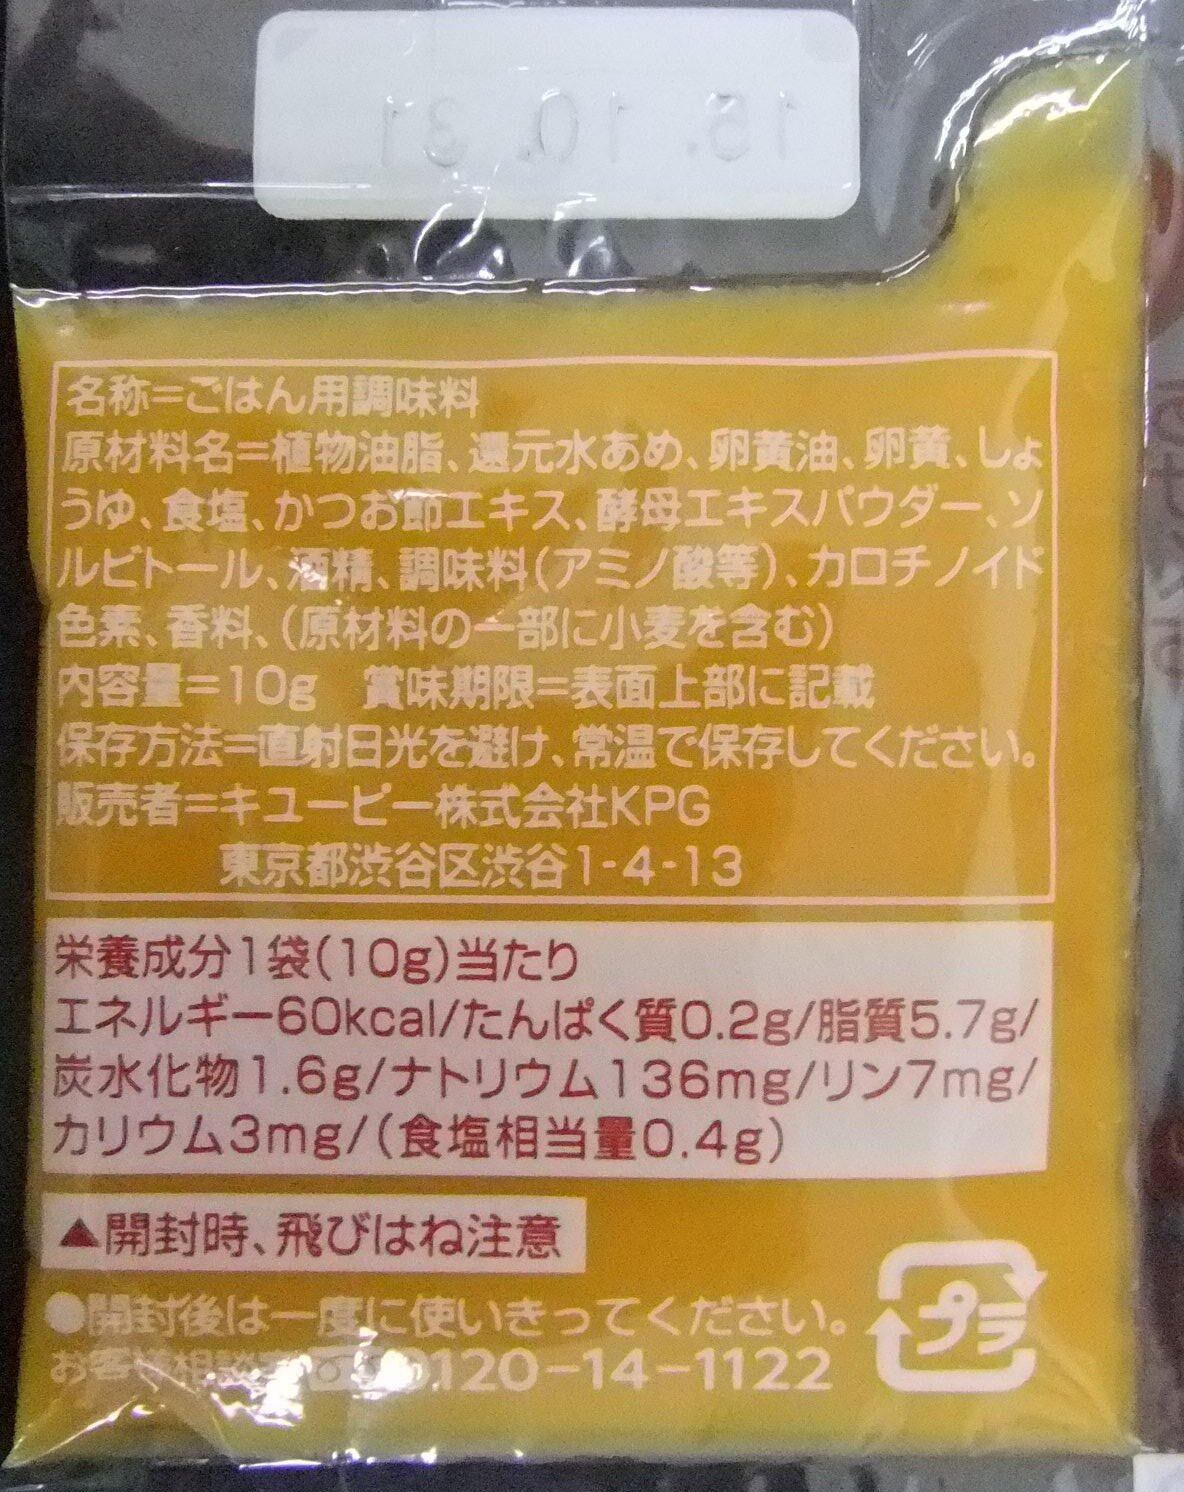 15. 10. 31
名称=ごはん用調味料
原材料名=植物油脂、還元水あめ、卵黄油、卵黄、しょ
うゆ、食塩、かつお節エキス、酵母エキスパウダー、ソ
ルビトール、酒精、調味料(アミノ酸等)、カロチノイド
色素、香料、(原材料の一部に小麦を含む)
内容量=10g 賞味期限=表面上部に記載
保存方法=直射日光を避け、常温で保存してください。
販売者=キユーピー株式会社KPG
東京都渋谷区渋谷1-4-13
栄養成分1袋(10g)当たり
エネルギー60kcal/たんぱく質0.2g/脂質5.7g/
炭水化物1.6g/ナトリウム136mg/リン7mg/
カリウム3mg/(食塩相当量0.4g)
▲開封時、飛びはね注意
●開封後は一度に使いきってください。
お客様相談室 0120-14-1122
プラ